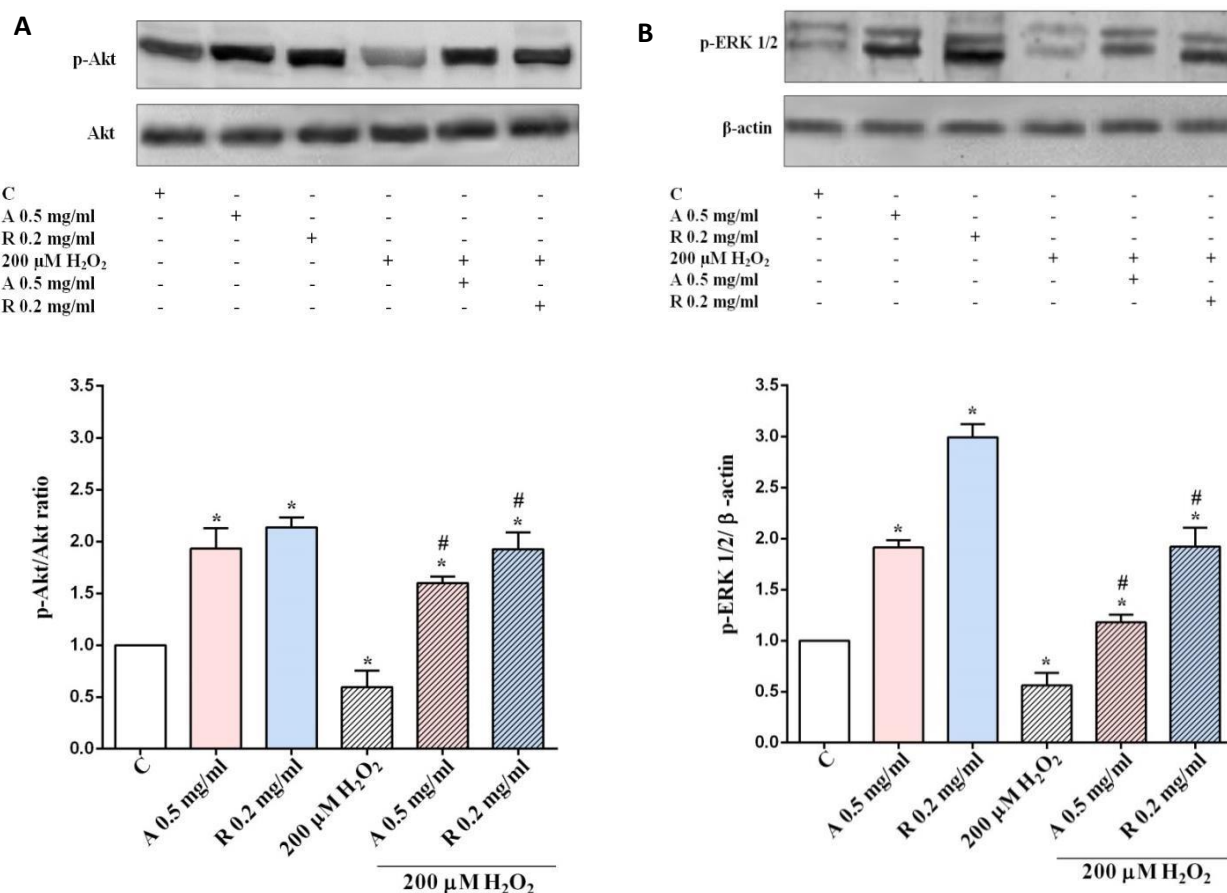 A
p-Akt
Akt
C + - - - - -
A 0.5 mg/ml - + - - - -
R 0.2 mg/ml - - + - - -
200 μM H₂O₂ - - - + + +
A 0.5 mg/ml - - - - + -
R 0.2 mg/ml - - - - - +
p-Akt/Akt ratio
3.5
3.0
2.5
2.0
1.5
1.0
0.5
0.0
* * * # * # *
C
A 0.5 mg/ml
R 0.2 mg/ml
200 μM H₂O₂
A 0.5 mg/ml
R 0.2 mg/ml
200 μM H₂O₂
B
p-ERK 1/2
β-actin
C + - - - - -
A 0.5 mg/ml - + - - - -
R 0.2 mg/ml - - + - - -
200 μM H₂O₂ - - - + + +
A 0.5 mg/ml - - - - + -
R 0.2 mg/ml - - - - - +
p-ERK 1/2/ β -actin
3.5
3.0
2.5
2.0
1.5
1.0
0.5
0.0
* * * # * # *
C
A 0.5 mg/ml
R 0.2 mg/ml
200 μM H₂O₂
A 0.5 mg/ml
R 0.2 mg/ml
200 μM H₂O₂